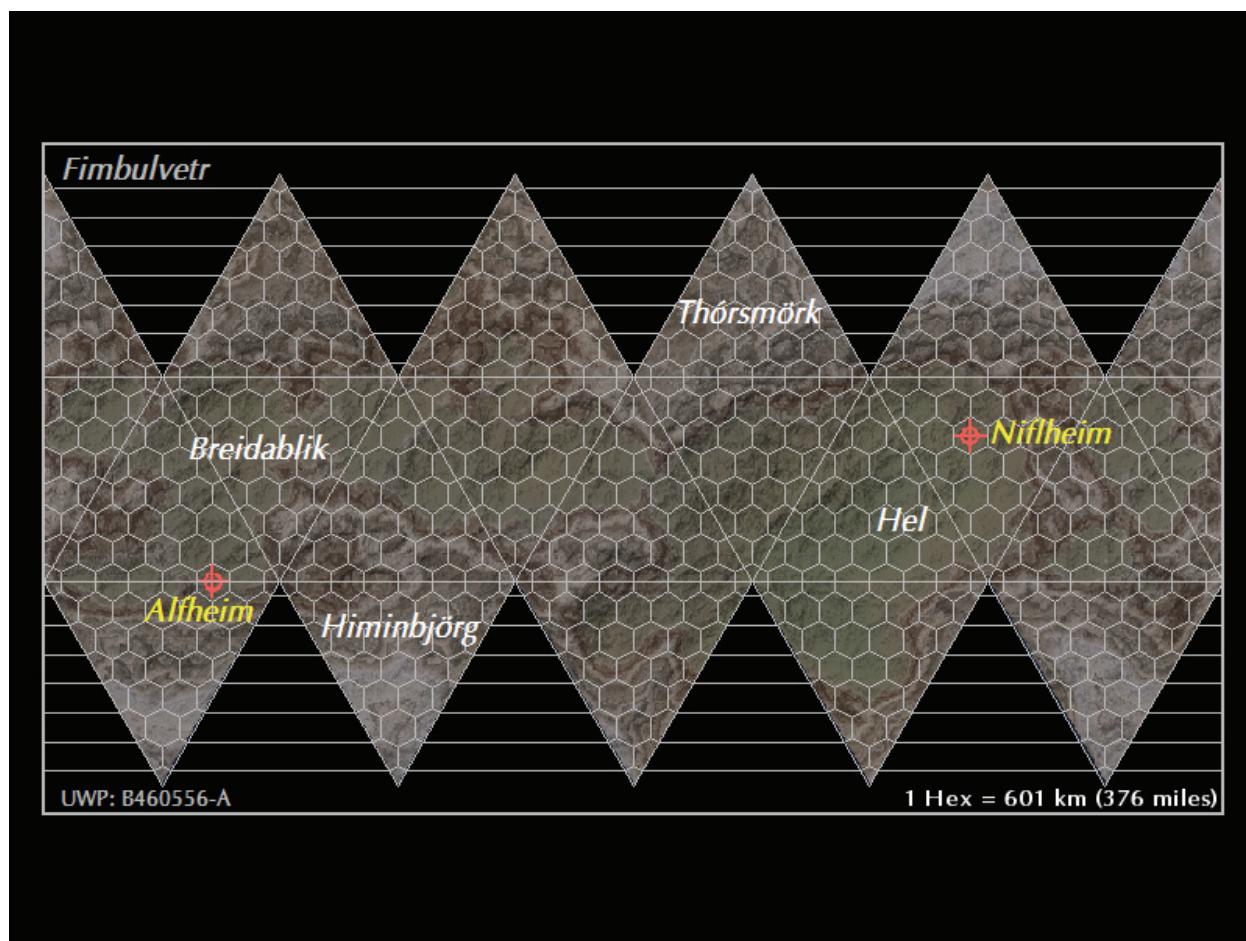 Fimbulvetr
Thórsmörk
Breidablik
Niflheim
Hel
Alfheim
Himinbjörg
UWP: B460556-A
1 Hex = 601 km (376 miles)